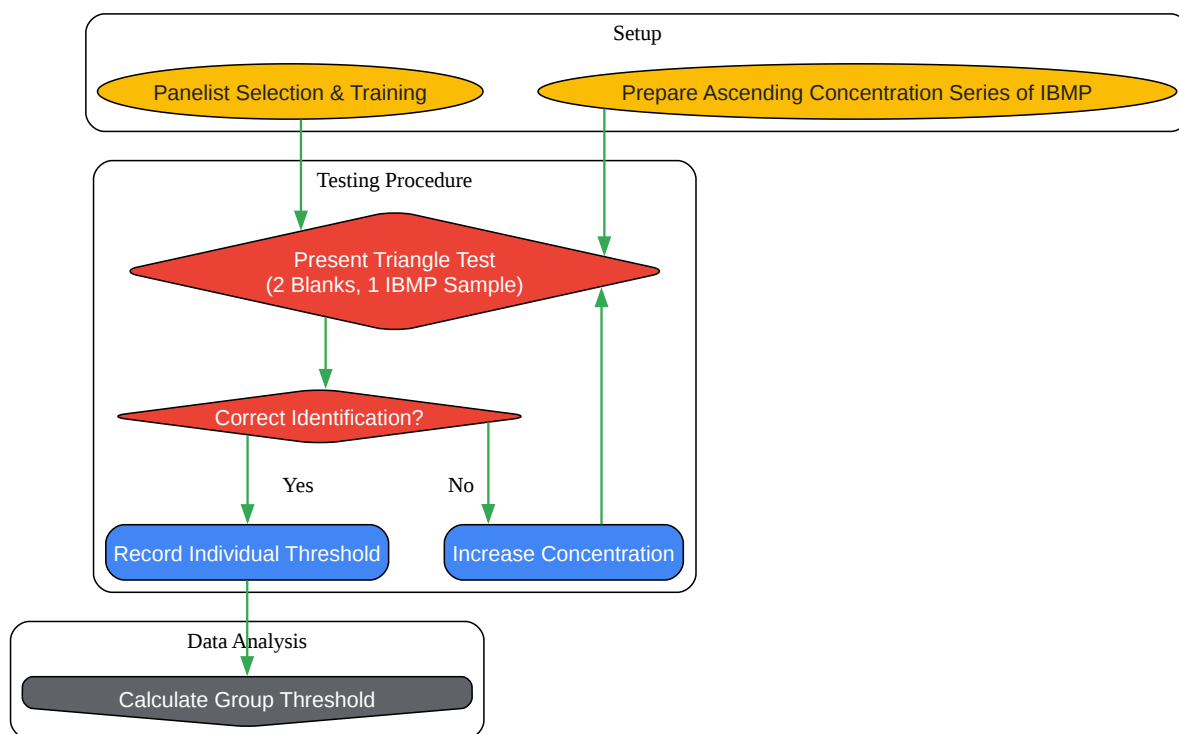 Setup
Panelist Selection & Training
Prepare Ascending Concentration Series of IBMP
Testing Procedure
Present Triangle Test
(2 Blanks, 1 IBMP Sample)
Correct Identification?
Yes
No
Record Individual Threshold
Increase Concentration
Data Analysis
Calculate Group Threshold